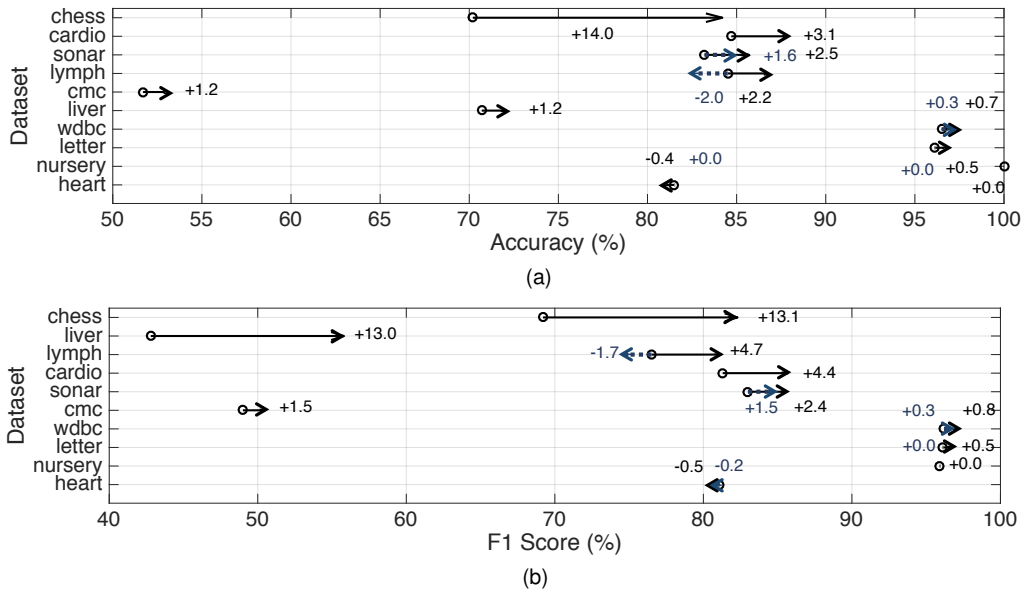 chess
+14.0
cardio
+3.1
sonar
+1.6 +2.5
lymph
-2.0 +2.2
cmc
+1.2
liver
+1.2
+0.3 +0.7
wdbc
letter
-0.4 +0.0
+0.0 +0.5
nursery
heart
+0.0
Dataset
50 55 60 65 70 75 80 85 90 95 100
Accuracy (%)
(a)
chess
+13.1
liver
+13.0
lymph
-1.7 +4.7
cardio
+4.4
sonar
+1.5 +2.4
cmc
+1.5
+0.3 +0.8
wdbc
letter
+0.0 +0.5
nursery
+0.0
-0.5 -0.2
heart
Dataset
40 50 60 70 80 90 100
F1 Score (%)
(b)